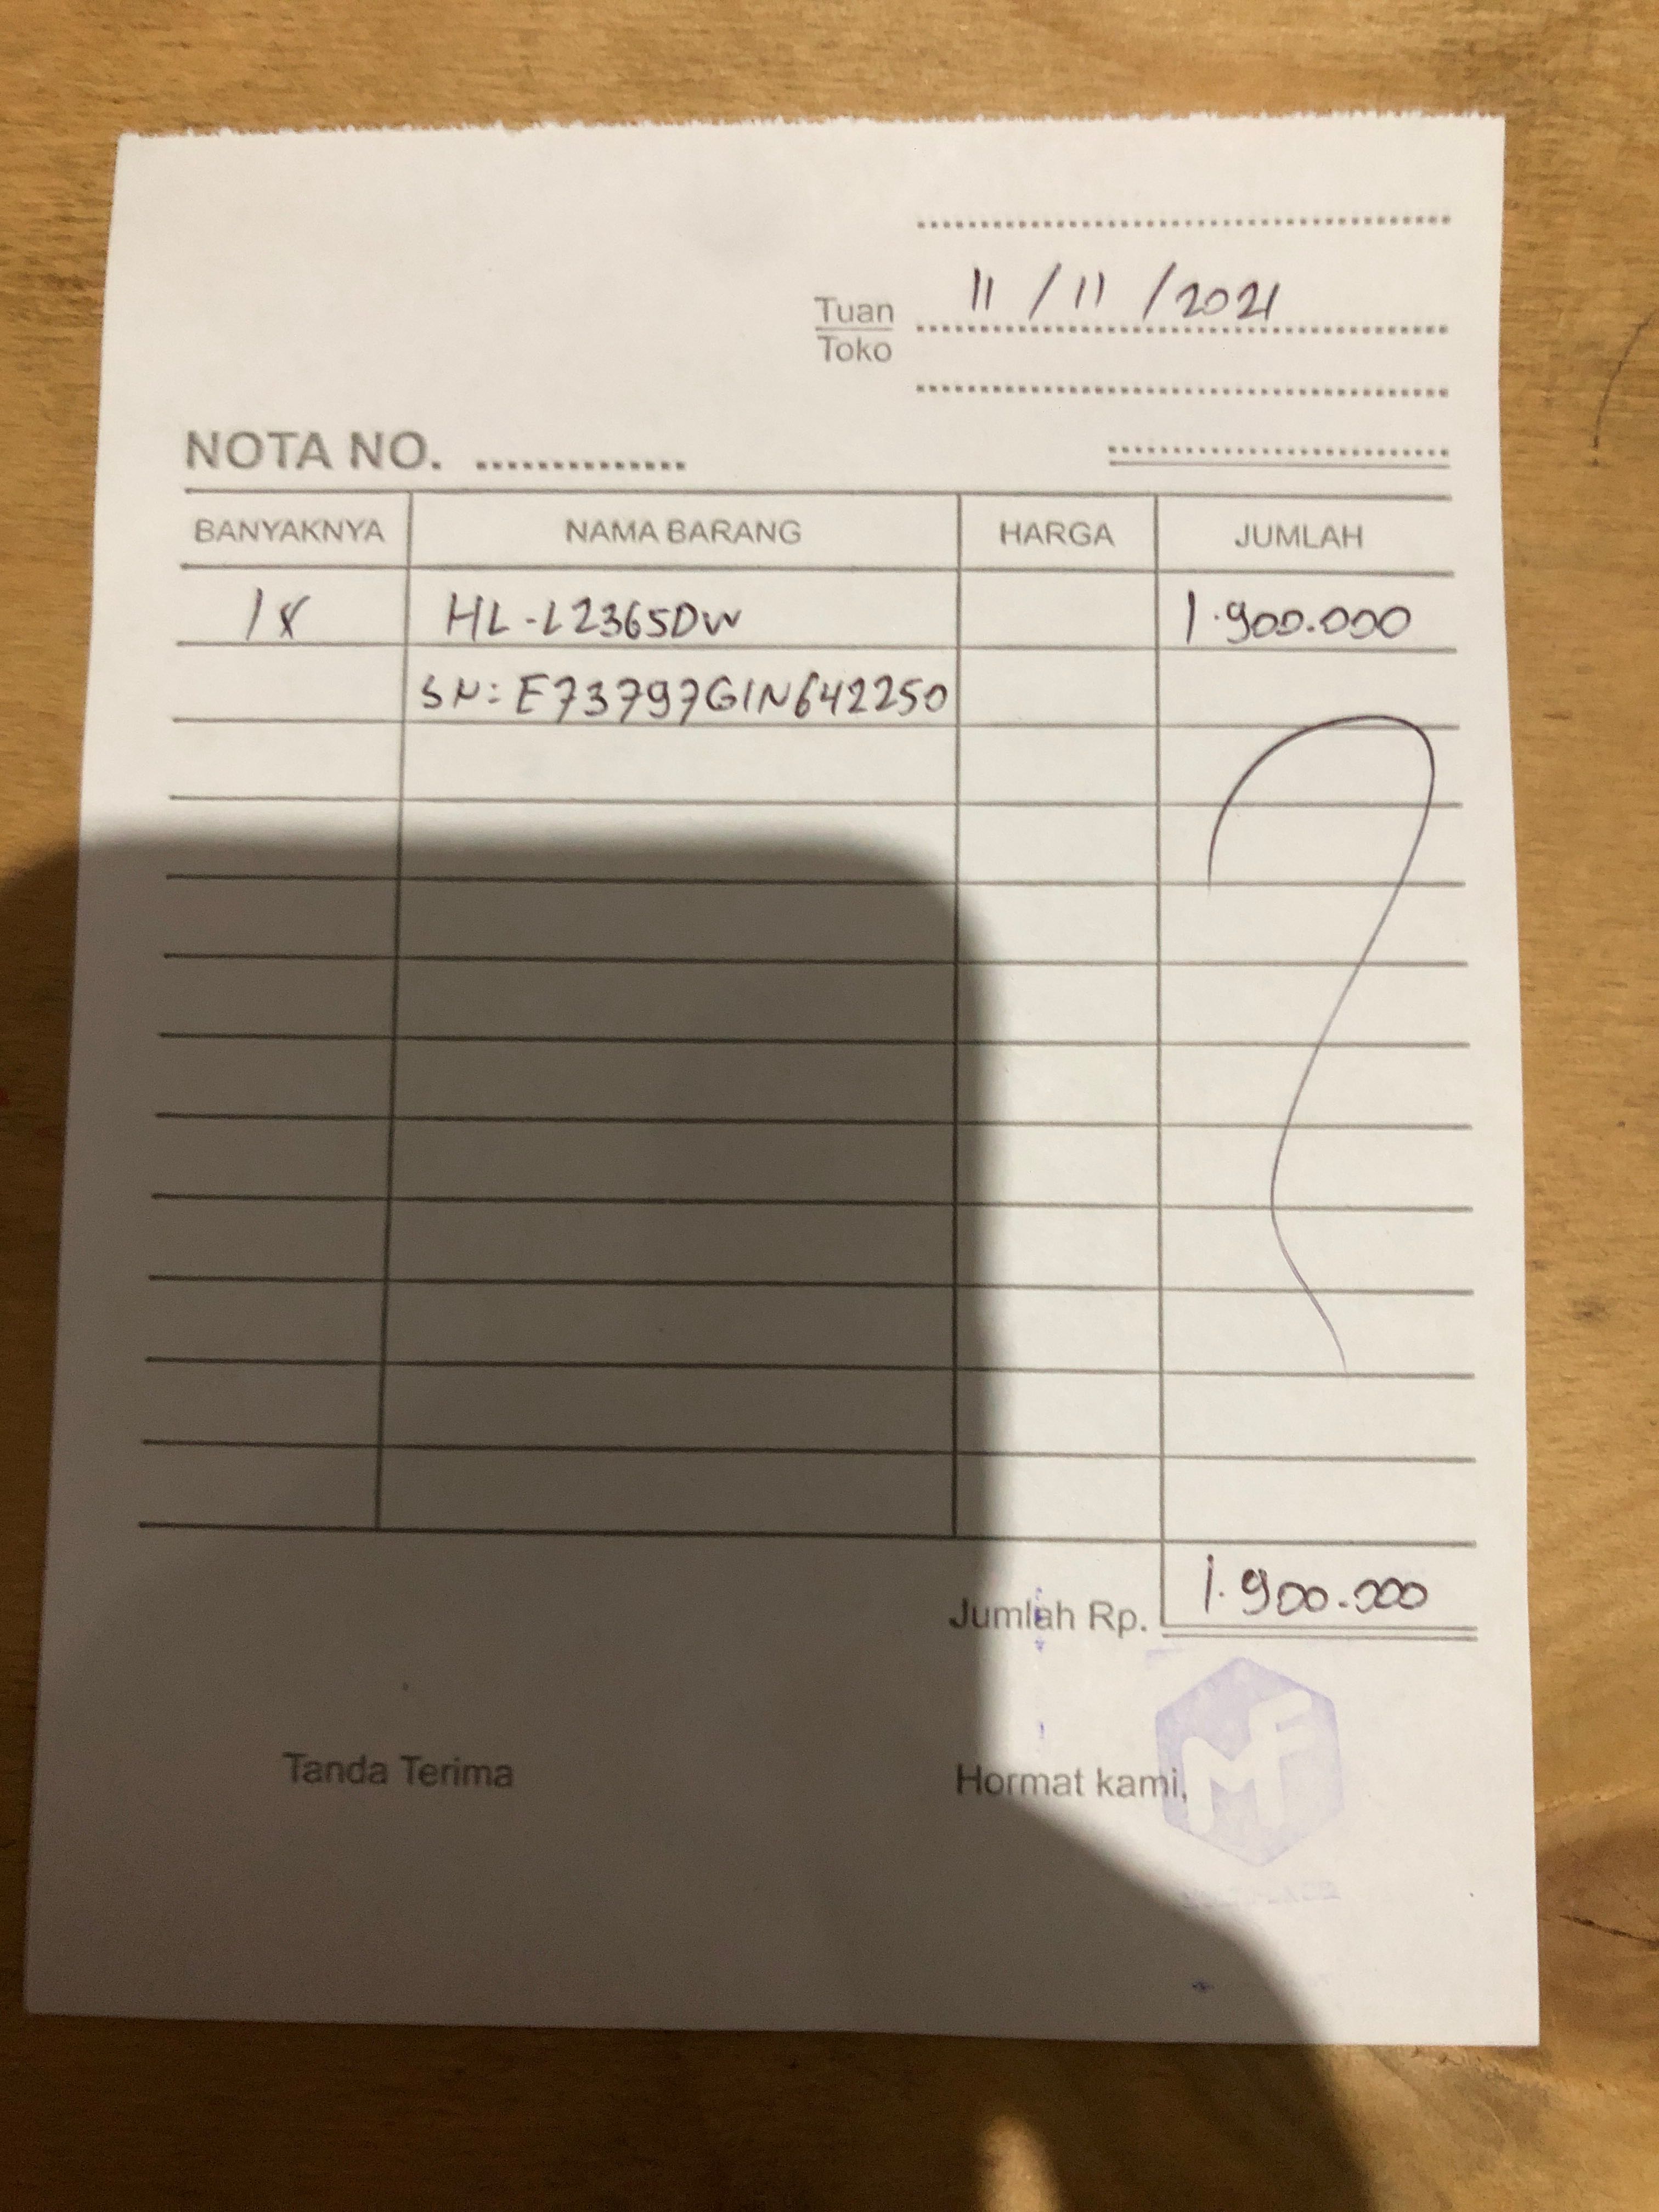 11 / 11 / 2021
Tuan
Toko
NOTA NO. ..............
BANYAKNYA NAMA BARANG HARGA JUMLAH
1x HL-L2365DW 1.900.000
SN: E73797G1N642250
Jumlah Rp. 1.900.000
Tanda Terima Hormat kami,
MF